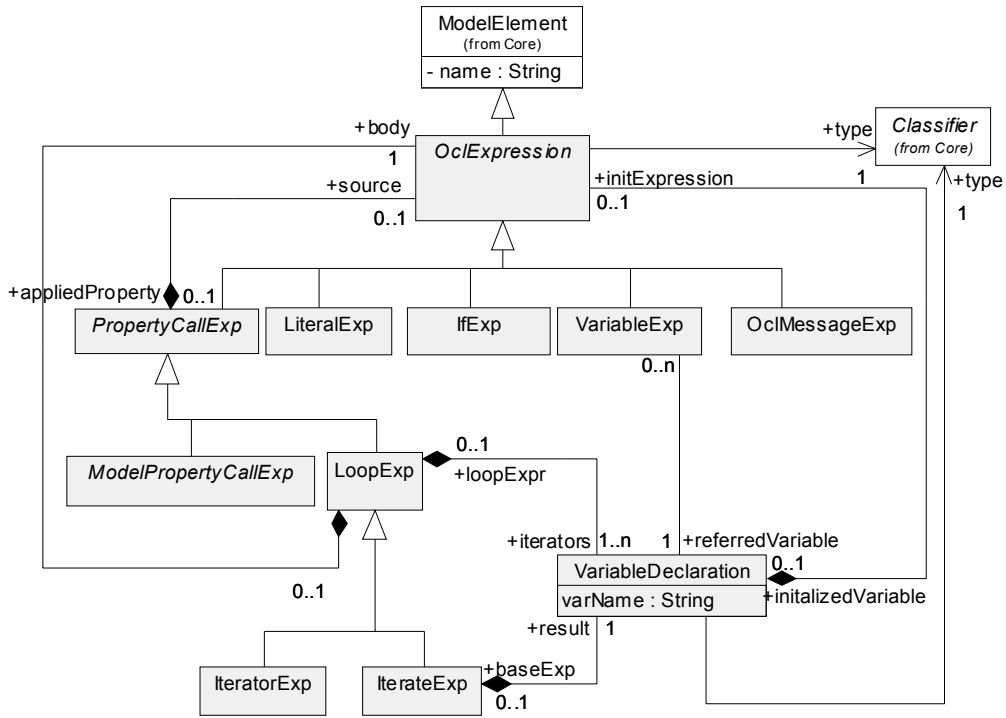 ModelElement
(from Core)
- name : String
+body
1
OclExpression
+type
1
Classifier
(from Core)
+source
0..1
+initExpression
0..1
+type
1
+appliedProperty
0..1
PropertyCallExp
LiteralExp
IfExp
VariableExp
OclMessageExp
0..n
ModelPropertyCallExp
LoopExp
0..1
+loopExpr
+iterators
1..n
1
+referredVariable
VariableDeclaration
varName : String
0..1
+initalizedVariable
0..1
+result
1
IteratorExp
IterateExp
+baseExp
0..1